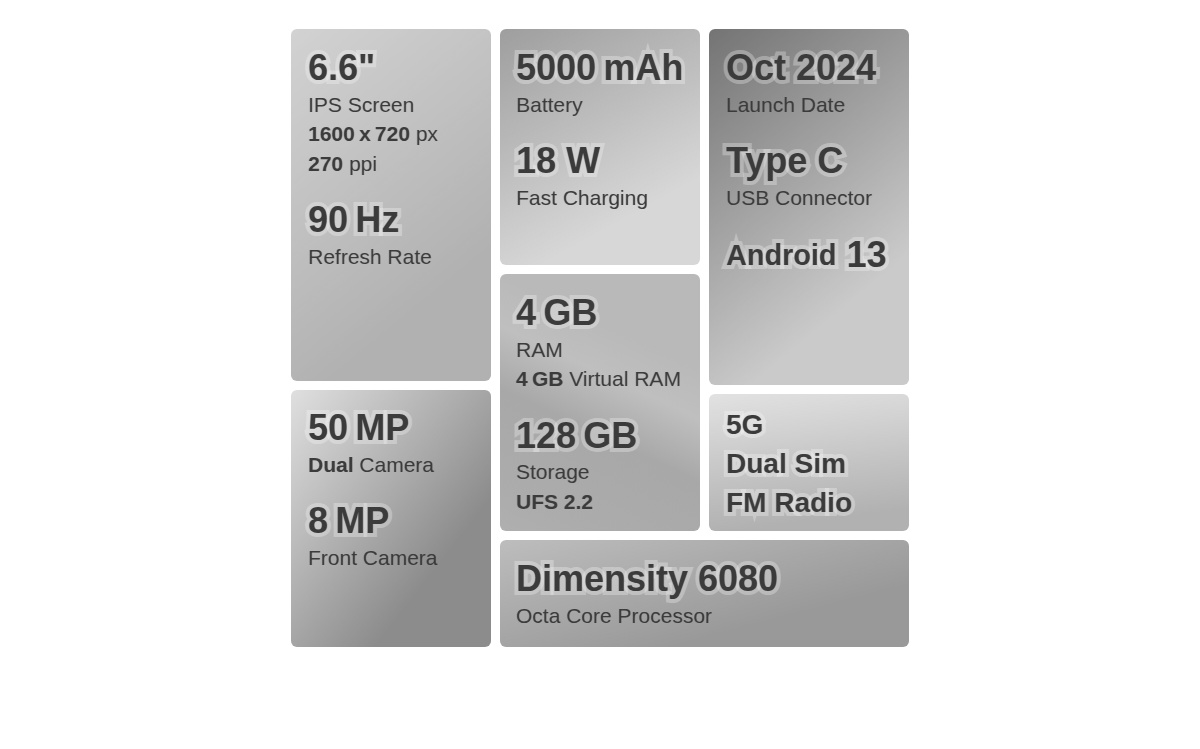 6.6"
IPS Screen
1600 x 720 px
270 ppi
90 Hz
Refresh Rate
5000 mAh
Battery
18 W
Fast Charging
Oct 2024
Launch Date
Type C
USB Connector
Android 13
4 GB
RAM
4 GB Virtual RAM
128 GB
Storage
UFS 2.2
50 MP
Dual Camera
8 MP
Front Camera
5G
Dual Sim
FM Radio
Dimensity 6080
Octa Core Processor